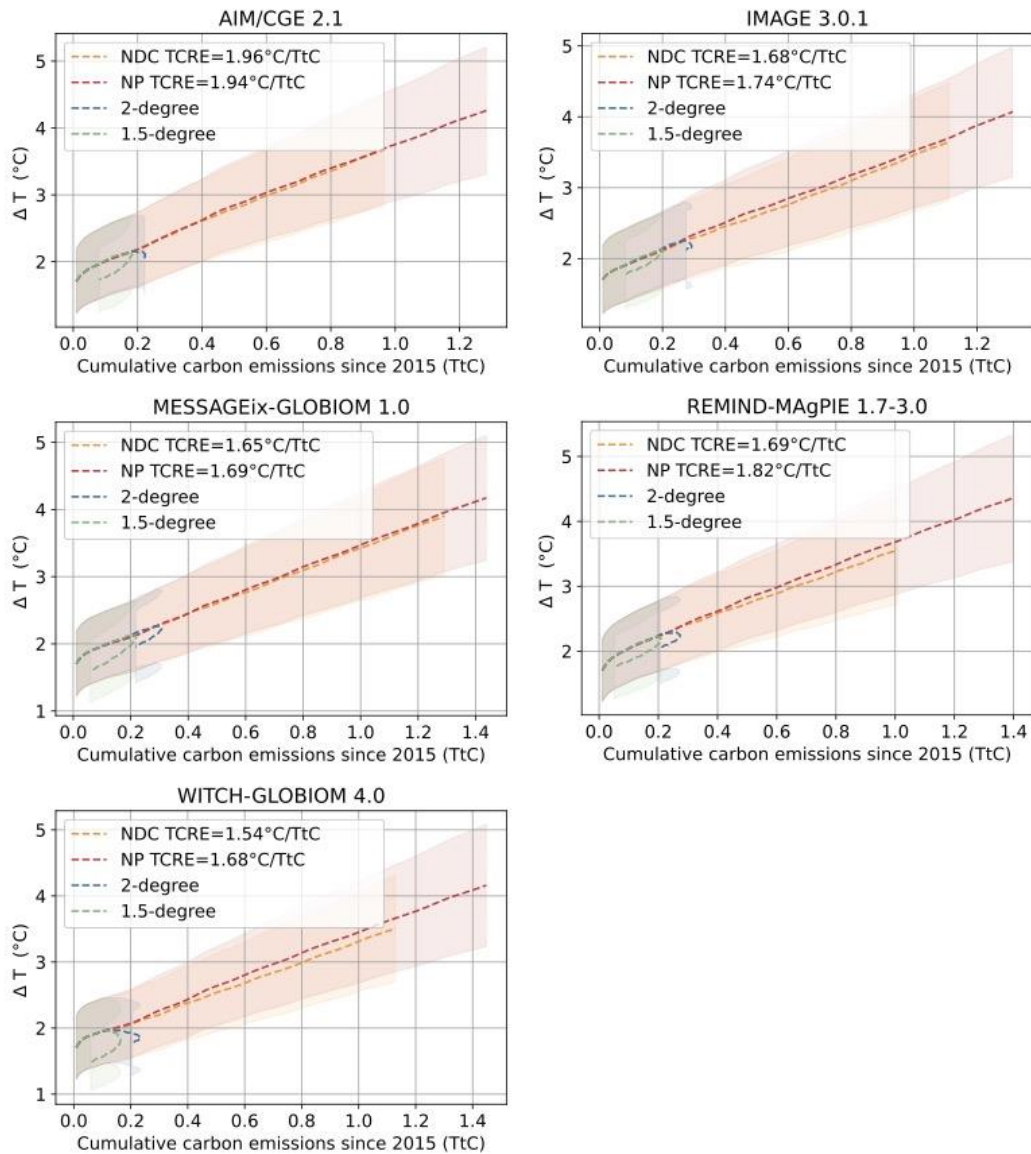 AIM/CGE 2.1
NDC TCRE=1.96°C/TtC
NP TCRE=1.94°C/TtC
2-degree
1.5-degree
5
4
3
2
Δ T (°C)
0.0 0.2 0.4 0.6 0.8 1.0 1.2
Cumulative carbon emissions since 2015 (TtC)
IMAGE 3.0.1
NDC TCRE=1.68°C/TtC
NP TCRE=1.74°C/TtC
2-degree
1.5-degree
5
4
3
2
Δ T (°C)
0.0 0.2 0.4 0.6 0.8 1.0 1.2
Cumulative carbon emissions since 2015 (TtC)
MESSAGEix-GLOBIOM 1.0
NDC TCRE=1.65°C/TtC
NP TCRE=1.69°C/TtC
2-degree
1.5-degree
5
4
3
2
1
Δ T (°C)
0.0 0.2 0.4 0.6 0.8 1.0 1.2 1.4
Cumulative carbon emissions since 2015 (TtC)
REMIND-MAgPIE 1.7-3.0
NDC TCRE=1.69°C/TtC
NP TCRE=1.82°C/TtC
2-degree
1.5-degree
5
4
3
2
Δ T (°C)
0.0 0.2 0.4 0.6 0.8 1.0 1.2 1.4
Cumulative carbon emissions since 2015 (TtC)
WITCH-GLOBIOM 4.0
NDC TCRE=1.54°C/TtC
NP TCRE=1.68°C/TtC
2-degree
1.5-degree
5
4
3
2
1
Δ T (°C)
0.0 0.2 0.4 0.6 0.8 1.0 1.2 1.4
Cumulative carbon emissions since 2015 (TtC)